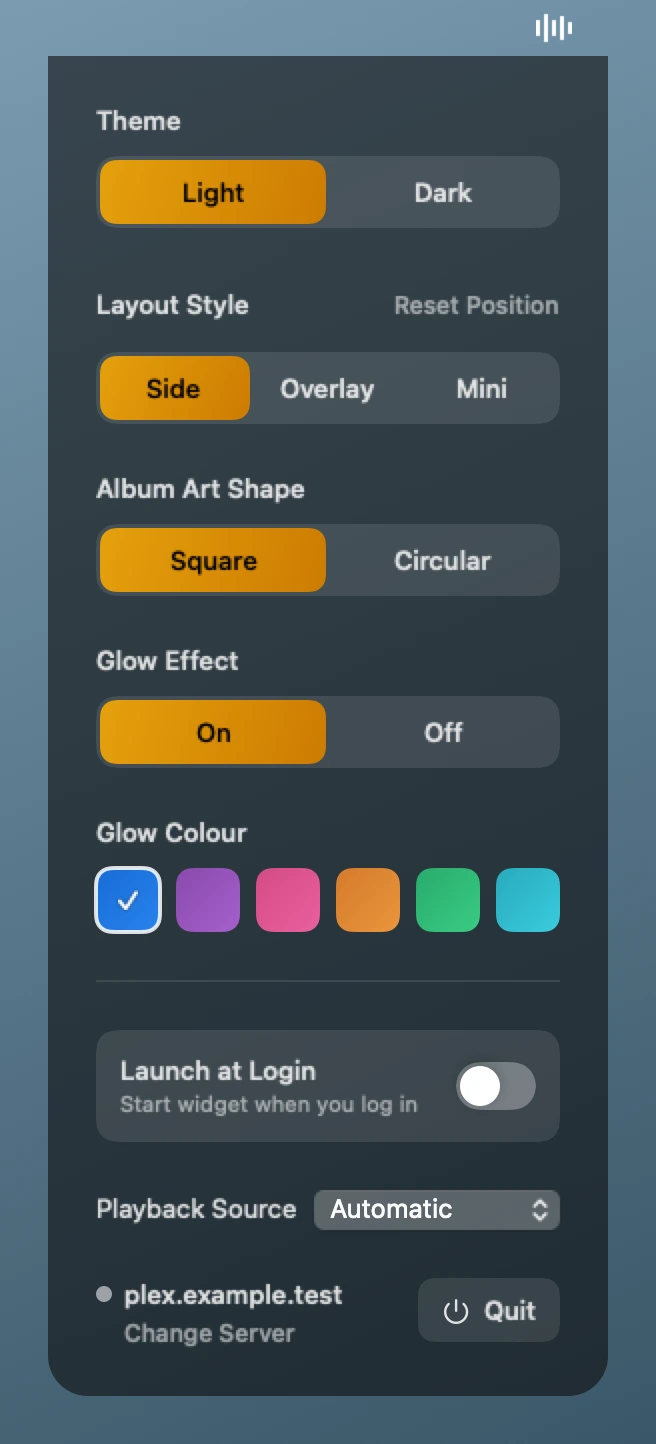 Theme
Light Dark
Layout Style Reset Position
Side Overlay Mini
Album Art Shape
Square Circular
Glow Effect
On Off
Glow Colour
Launch at Login
Start widget when you log in
Playback Source Automatic
plex.example.test
Quit
Change Server